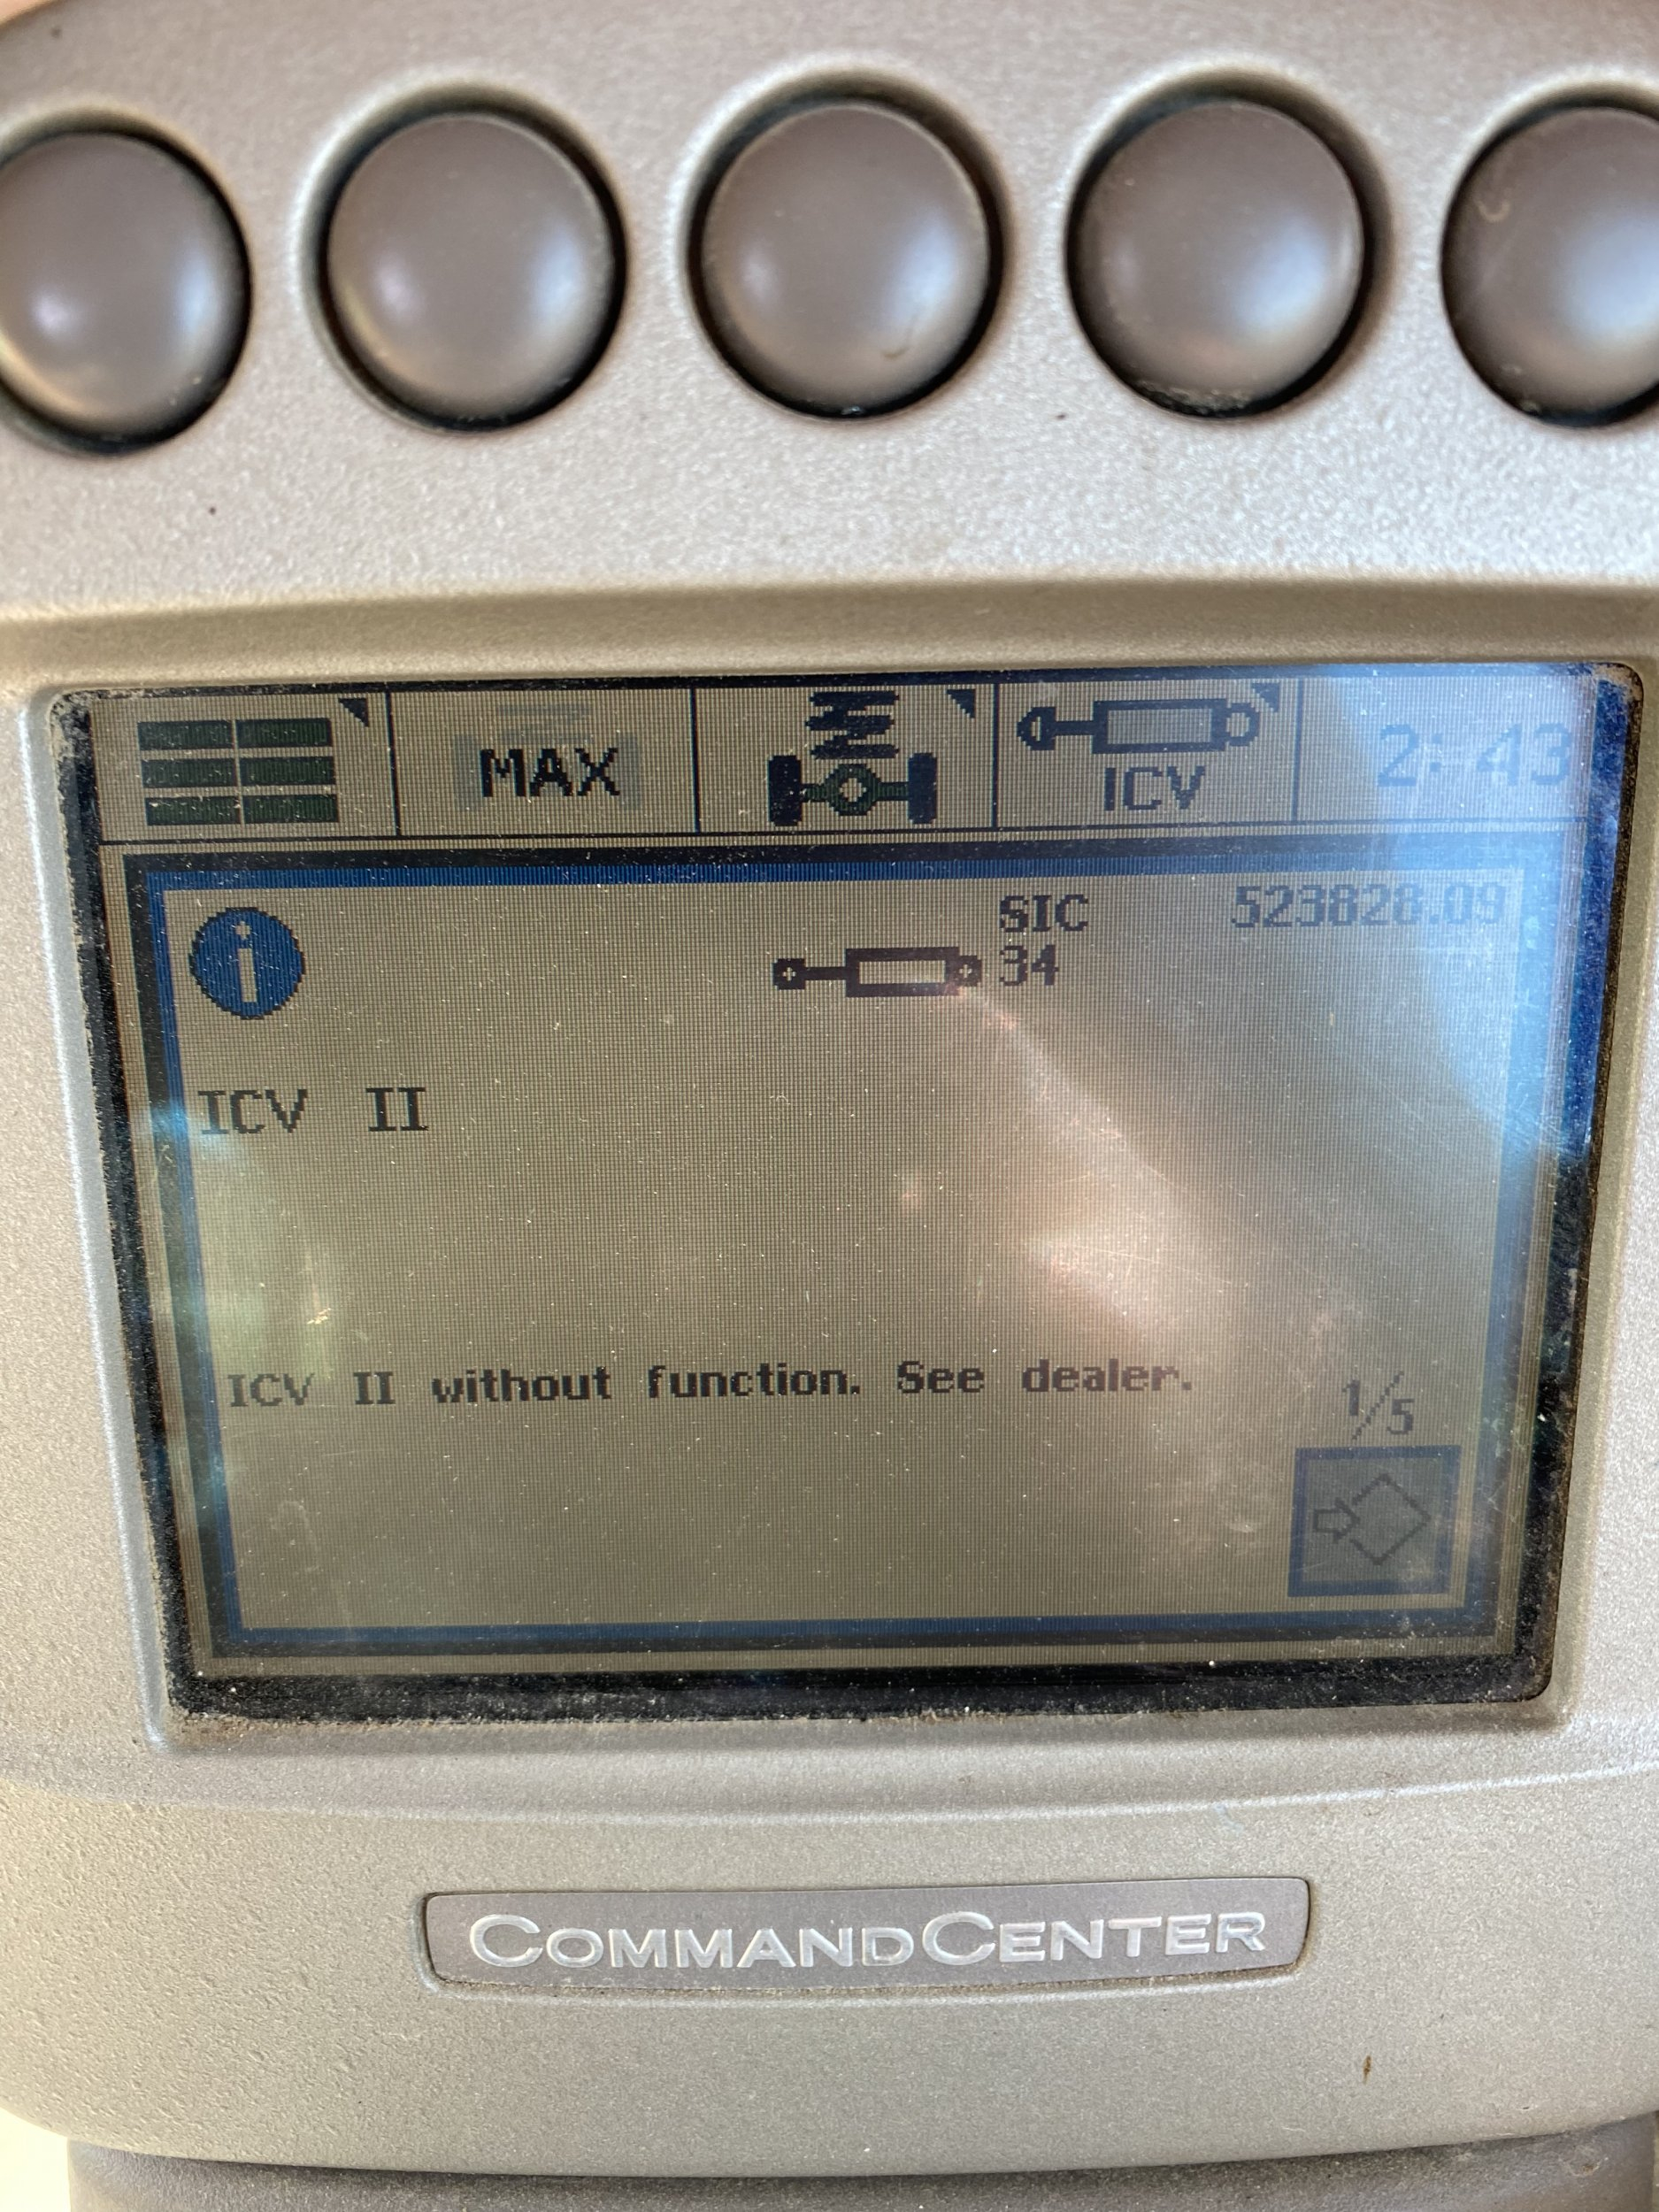 MAX
ICV
2:43
SIC 523828.09
34
ICV II
ICV II without function. See dealer.
1/5
COMMANDCENTER